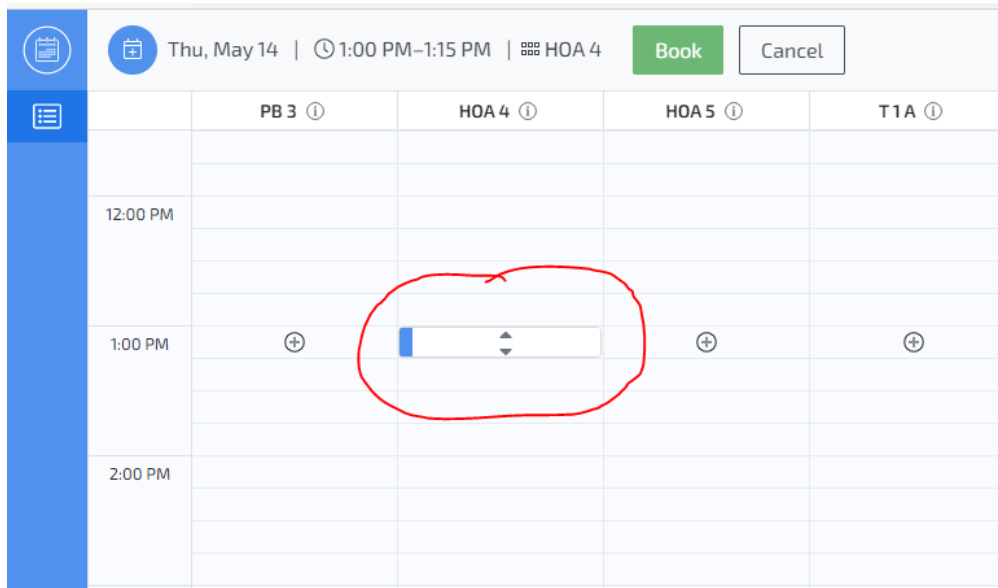 Thu, May 14 | 1:00 PM–1:15 PM | HOA 4 Book Cancel
PB 3 HOA 4 HOA 5 T 1 A
12:00 PM
1:00 PM
2:00 PM